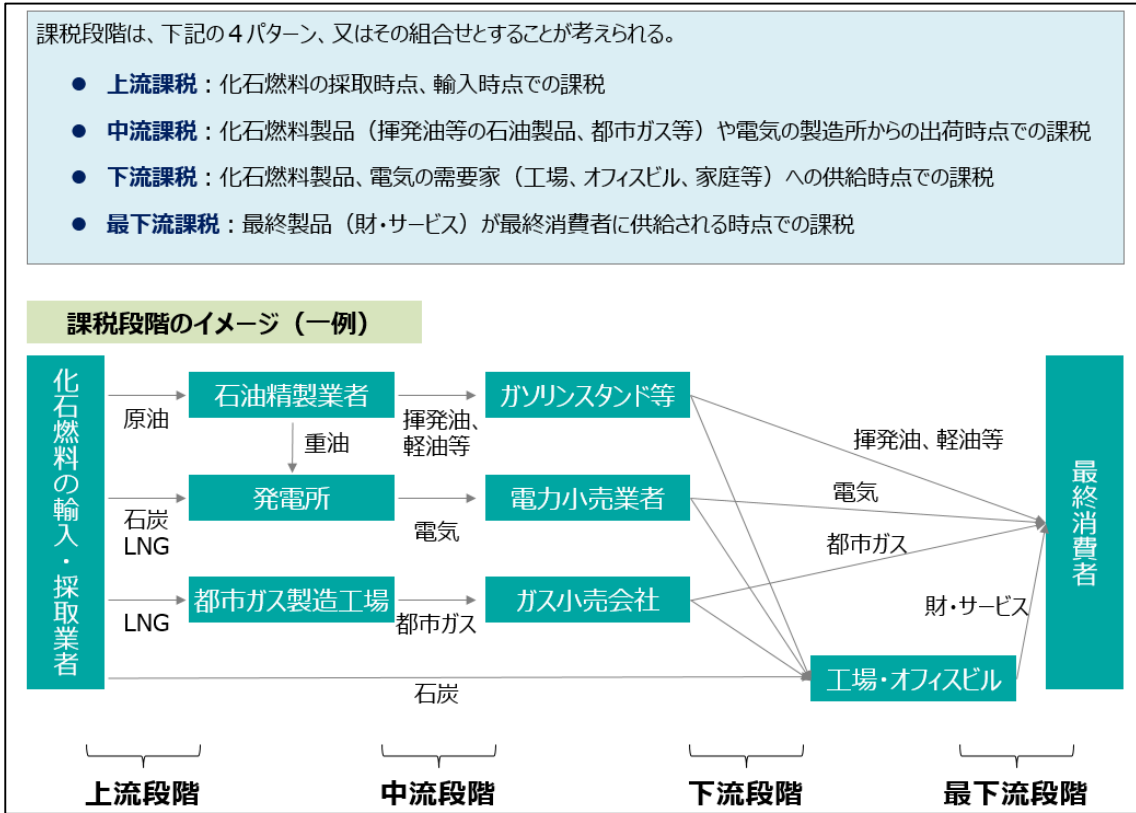 課税段階は、下記の４パターン、又はその組合せとすることが考えられる。
● 上流課税：化石燃料の採取時点、輸入時点での課税
● 中流課税：化石燃料製品（揮発油等の石油製品、都市ガス等）や電気の製造所からの出荷時点での課税
● 下流課税：化石燃料製品、電気の需要家（工場、オフィスビル、家庭等）への供給時点での課税
● 最下流課税：最終製品（財・サービス）が最終消費者に供給される時点での課税
課税段階のイメージ（一例）
化石燃料の輸入・採取業者
原油
石油精製業者
揮発油、
軽油等
ガソリンスタンド等
重油
揮発油、軽油等
石炭
LNG
発電所
電気
電力小売業者
電気
LNG
都市ガス製造工場
都市ガス
ガス小売会社
都市ガス
石炭
工場・オフィスビル
財・サービス
最終消費者
上流段階
中流段階
下流段階
最下流段階